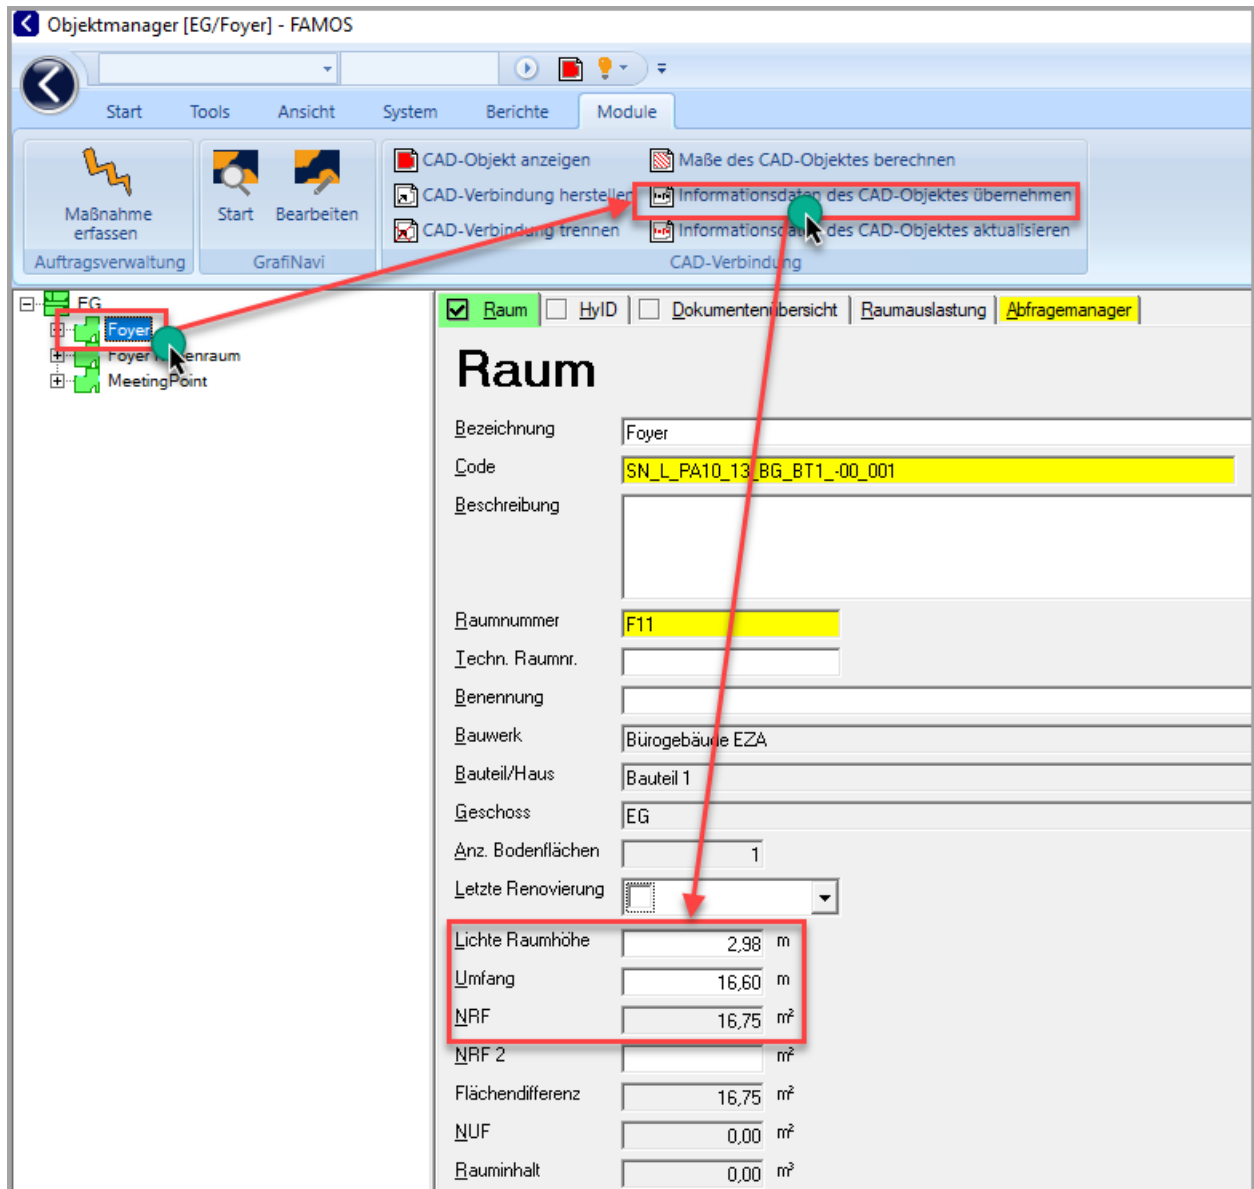 Objektmanager [EG/Foyer] - FAMOS
Start Tools Ansicht System Berichte Module
CAD-Objekt anzeigen Maße des CAD-Objektes berechnen
CAD-Verbindung herstellen Informationsdaten des CAD-Objektes übernehmen
Maßnahme erfassen Start Bearbeiten
CAD-Verbindung trennen Informationsdaten des CAD-Objektes aktualisieren
Auftragsverwaltung GrafiNavi CAD-Verbindung
EG
Foyer
Foyer enraum
MeetingPoint
Raum HyID Dokumentenübersicht Raumauslastung Abfragemanager
Raum
Bezeichnung Foyer
Code SN_L_PA10_13_BG_BT1_-00_001
Beschreibung
Raumnummer F11
Techn. Raumnr.
Benennung
Bauwerk Bürogebäude EZA
Bauteil/Haus Bauteil 1
Geschoss EG
Anz. Bodenflächen 1
Letzte Renovierung
Lichte Raumhöhe 2,98 m
Umfang 16,60 m
NRF 16,75 m²
NRF 2 m²
Flächendifferenz 16,75 m²
NUF 0,00 m²
Rauminhalt 0,00 m³